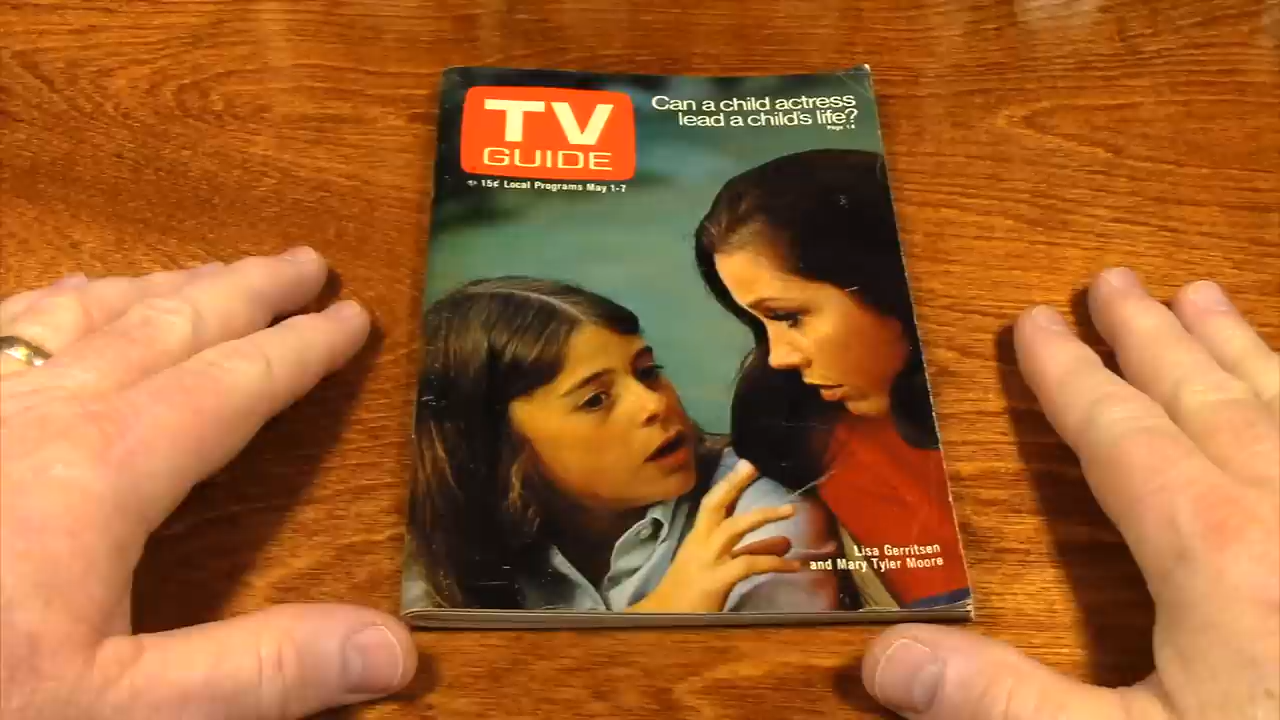 TV
GUIDE
15¢ Local Programs May 1-7
Can a child actress
lead a child's life?
Page 14
Lisa Gerritsen
and Mary Tyler Moore